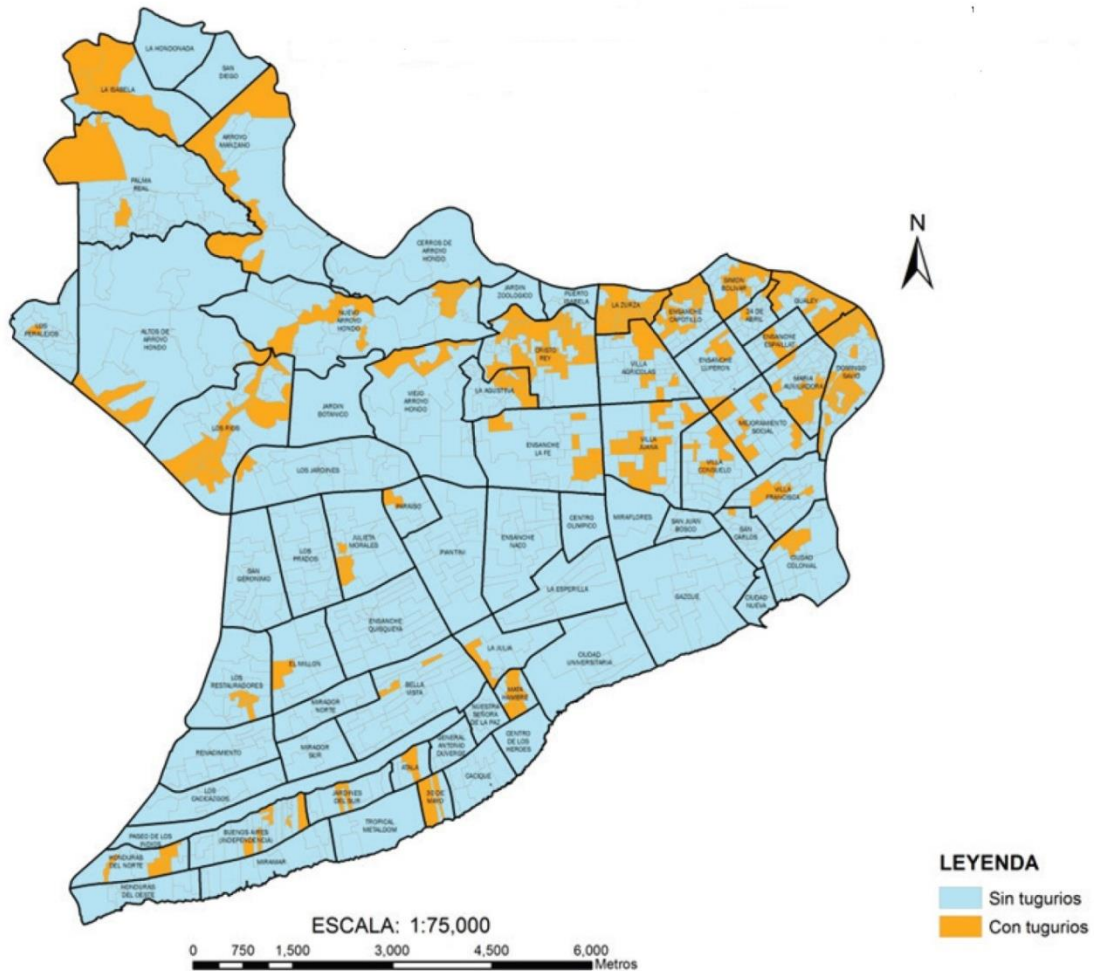 1
LA HONDONADA
SAN
DIEGO
LA ISABELA
ARROYO
MANZANO
PALMA
REAL
CERROS DE
ARROYO
HONDO
N
JARDIN
ZOOLOGICO
PUERTO
ISABELA
LA ZURZA
ENSANCHE
CAPOTILLO
SIMON
BOLIVAR
24 DE
ABRIL
GUALEY
LOS
PERALEJOS
ALTOS DE
ARROYO
HONDO
NUEVO
ARROYO
HONDO
CRISTO
REY
VILLA
AGRICOLAS
ENSANCHE
LUPERON
ENSANCHE
ESPAILLAT
DOMINGO
SAVIO
MARIA
AUXILIADORA
LA AGUSTINA
VIEJO
ARROYO
HONDO
JARDIN
BOTANICO
LOS RIOS
MEJORAMIENTO
SOCIAL
ENSANCHE
LA FE
VILLA
JUANA
VILLA
CONSUELO
LOS JARDINES
VILLA
FRANCISCA
PARAISO
CENTRO
OLIMPICO
MIRAFLORES
SAN JUAN
BOSCO
SAN
CARLOS
CIUDAD
COLONIAL
SAN
GERONIMO
LOS
PRADOS
JULIETA
MORALES
PIANTINI
ENSANCHE
NACO
LA ESPERILLA
GAZCUE
CIUDAD
NUEVA
ENSANCHE
QUISQUEYA
LA JULIA
CIUDAD
UNIVERSITARIA
EL MILLON
LOS
RESTAURADORES
BELLA
VISTA
MATA
HAMBRE
MIRADOR
NORTE
NUESTRA
SEÑORA
DE LA PAZ
CENTRO
DE LOS
HEROES
GENERAL
ANTONIO
DUVERGE
RENACIMIENTO
MIRADOR
SUR
ATALA
CACIQUE
LOS
CACICAZGOS
JARDINES
DEL SUR
30 DE
MAYO
TROPICAL
METALDOM
PASEO DE LOS
INDIOS
BUENOS AIRES
(INDEPENDENCIA)
MIRAMAR
HONDURAS
DEL NORTE
HONDURAS
DEL OESTE
LEYENDA
Sin tugurios
Con tugurios
ESCALA: 1:75,000
0 750 1,500 3,000 4,500 6,000
Metros